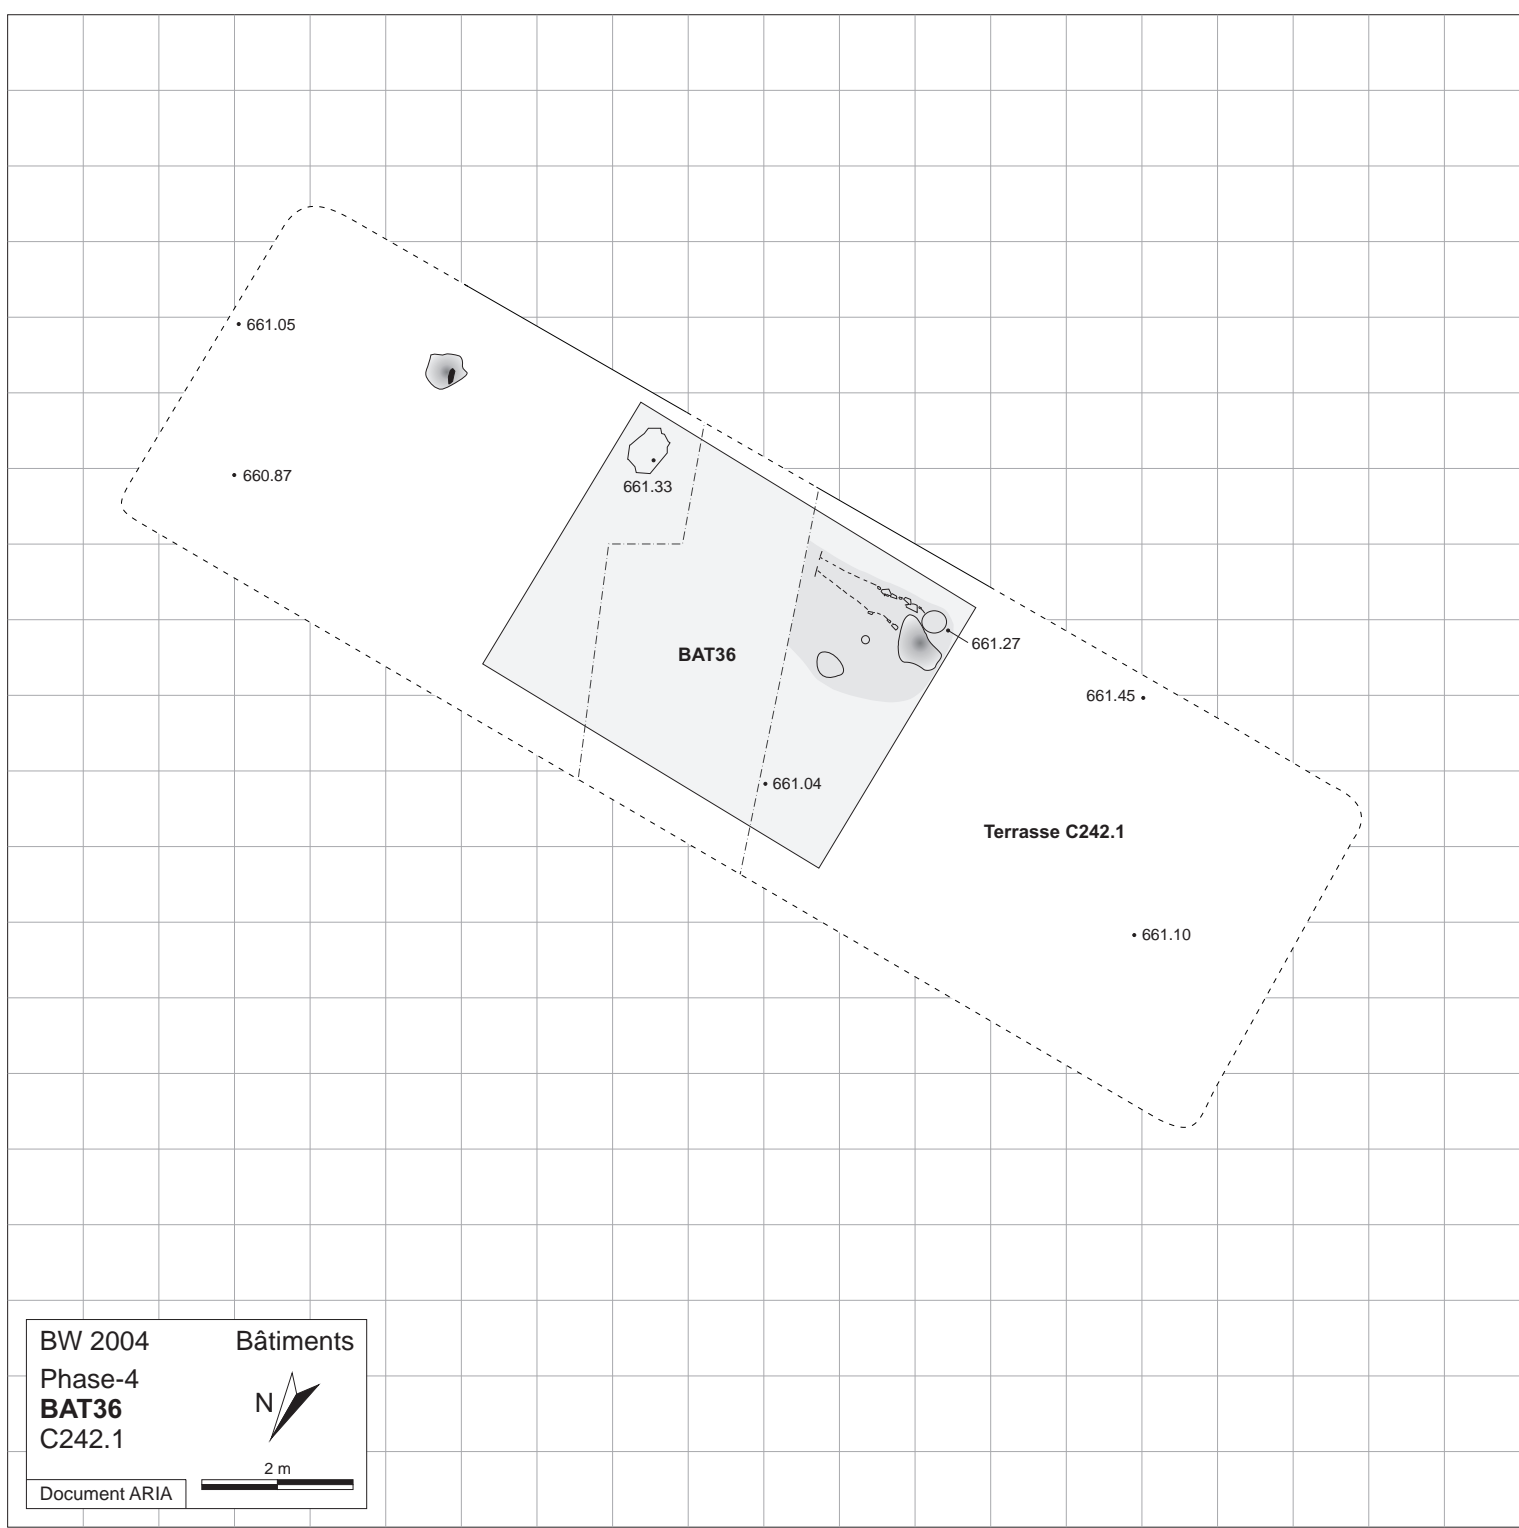 661.05
660.87
661.33
661.27
BAT36
661.45
661.04
Terrasse C242.1
661.10
BW 2004 Bâtiments
Phase-4
BAT36
C242.1
N
2 m
Document ARIA